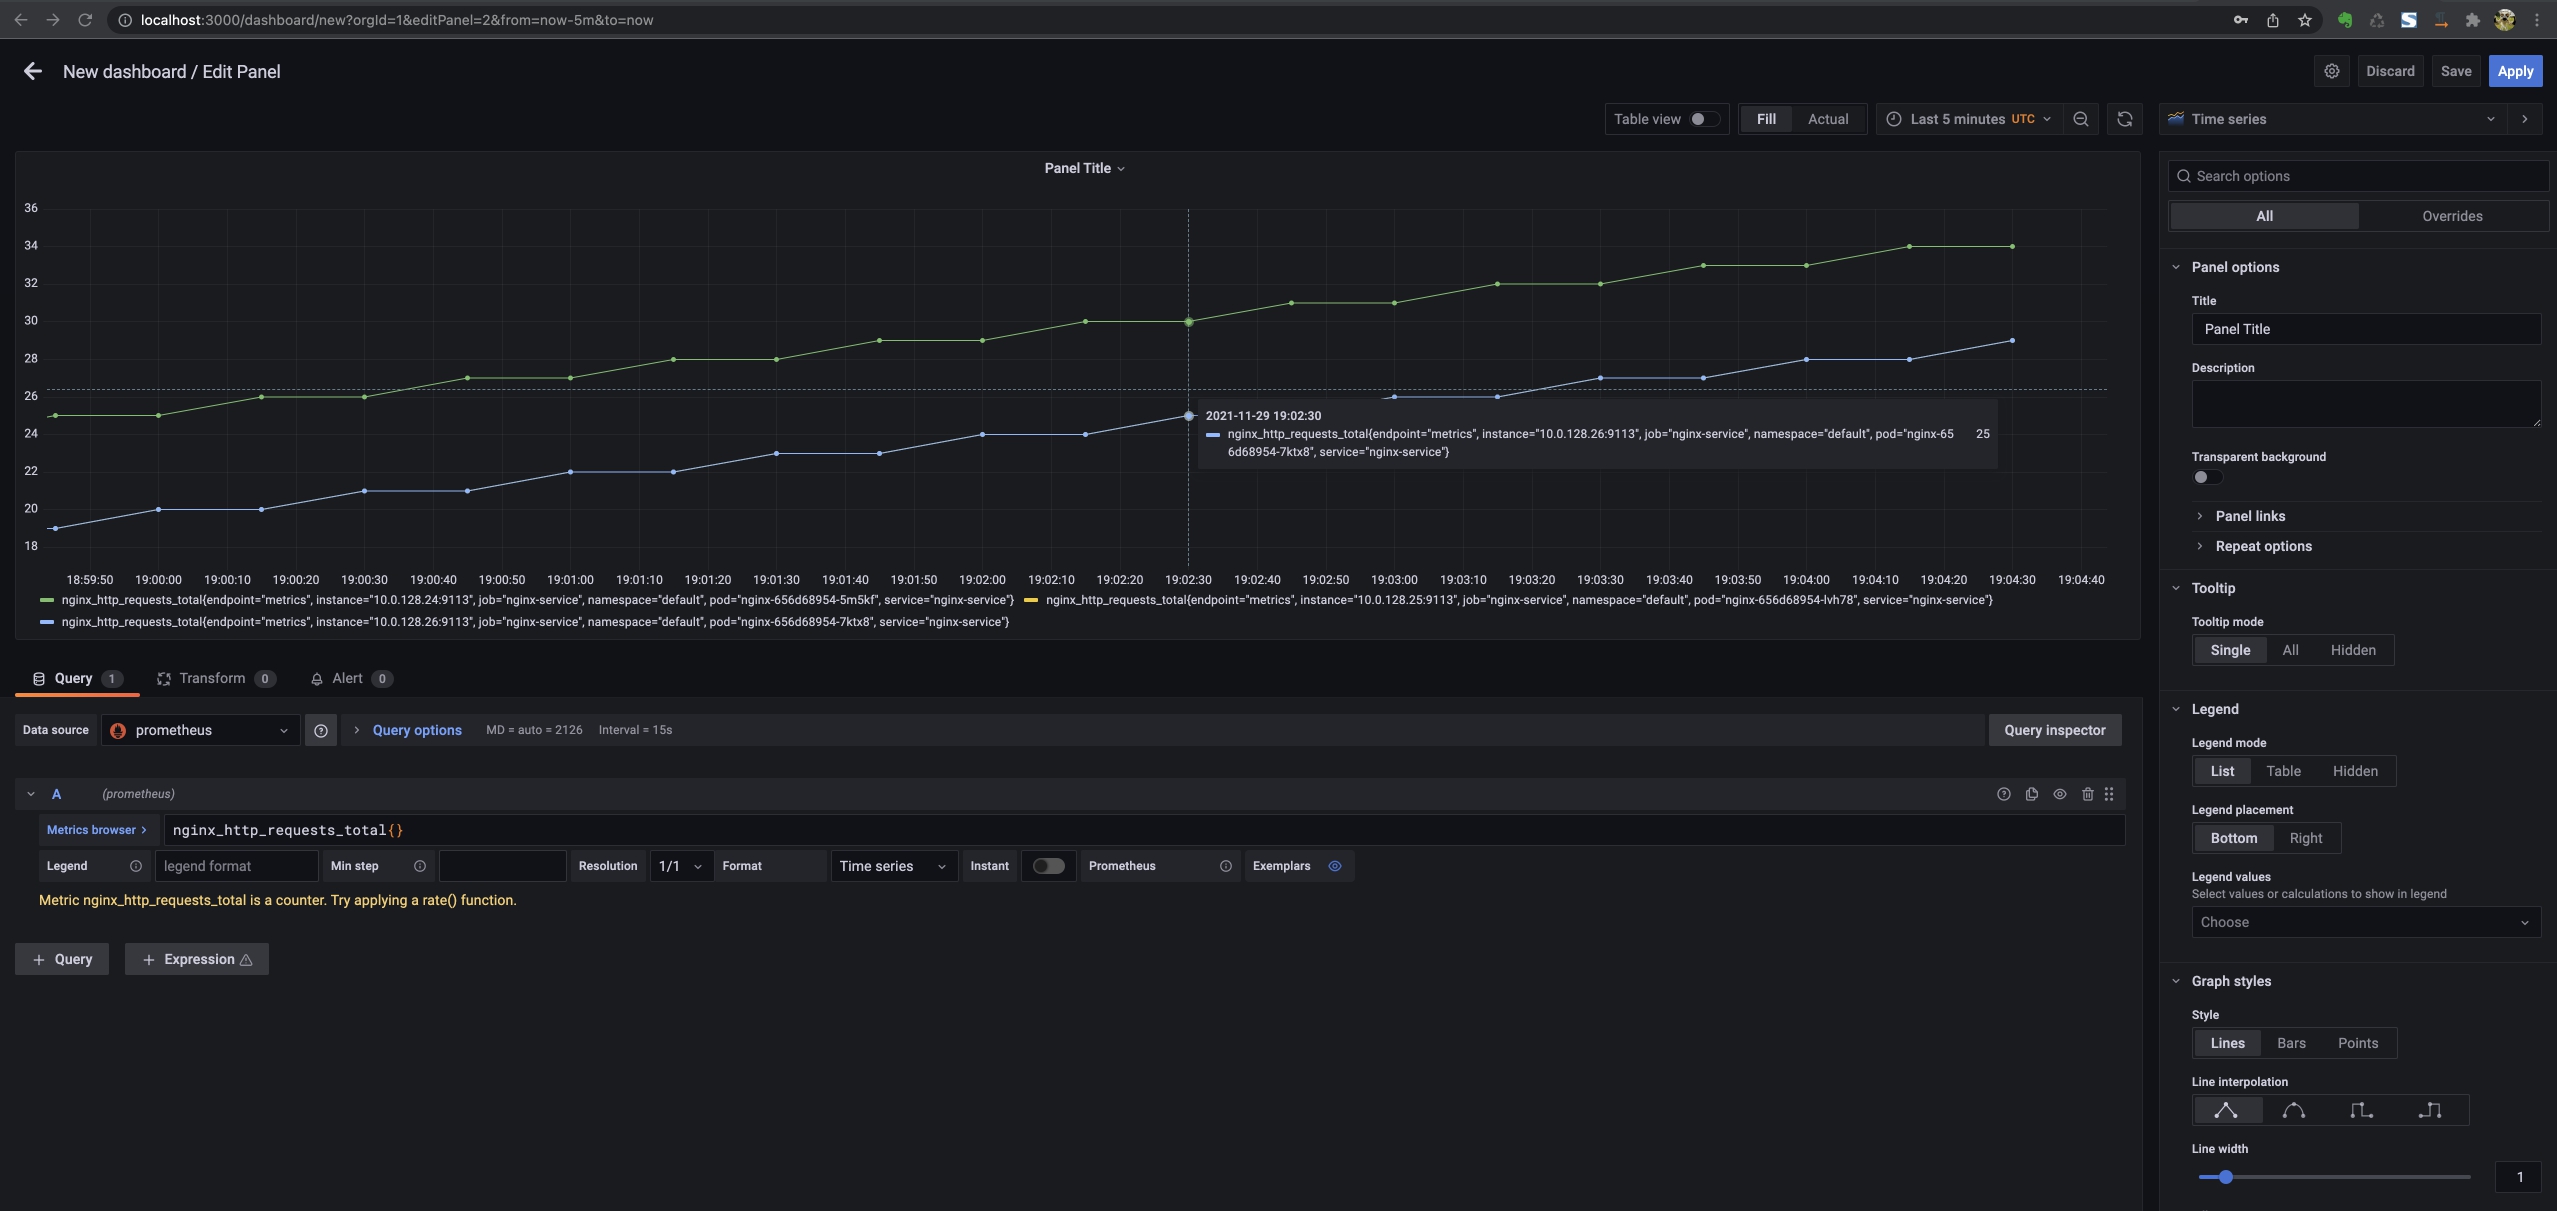 localhost:3000/dashboard/new?orgId=1&editPanel=2&from=now-5m&to=now
New dashboard / Edit Panel
Discard
Save
Apply
Table view
Fill
Actual
Last 5 minutes UTC
Time series
Panel Title
36
34
32
30
28
26
24
22
20
18
18:59:50 19:00:00 19:00:10 19:00:20 19:00:30 19:00:40 19:00:50 19:01:00 19:01:10 19:01:20 19:01:30 19:01:40 19:01:50 19:02:00 19:02:10 19:02:20 19:02:30 19:02:40 19:02:50 19:03:00 19:03:10 19:03:20 19:03:30 19:03:40 19:03:50 19:04:00 19:04:10 19:04:20 19:04:30 19:04:40
2021-11-29 19:02:30
nginx_http_requests_total{endpoint="metrics", instance="10.0.128.26:9113", job="nginx-service", namespace="default", pod="nginx-65 25
6d68954-7ktx8", service="nginx-service"}
nginx_http_requests_total{endpoint="metrics", instance="10.0.128.24:9113", job="nginx-service", namespace="default", pod="nginx-656d68954-5m5kf", service="nginx-service"} nginx_http_requests_total{endpoint="metrics", instance="10.0.128.25:9113", job="nginx-service", namespace="default", pod="nginx-656d68954-lvh78", service="nginx-service"}
nginx_http_requests_total{endpoint="metrics", instance="10.0.128.26:9113", job="nginx-service", namespace="default", pod="nginx-656d68954-7ktx8", service="nginx-service"}
Query 1
Transform 0
Alert 0
Data source
prometheus
Query options
MD = auto = 2126
Interval = 15s
Query inspector
A
(prometheus)
Metrics browser
nginx_http_requests_total{}
Legend
legend format
Min step
Resolution
1/1
Format
Time series
Instant
Prometheus
Exemplars
Metric nginx_http_requests_total is a counter. Try applying a rate() function.
+ Query
+ Expression
Search options
All
Overrides
Panel options
Title
Panel Title
Description
Transparent background
Panel links
Repeat options
Tooltip
Tooltip mode
Single
All
Hidden
Legend
Legend mode
List
Table
Hidden
Legend placement
Bottom
Right
Legend values
Select values or calculations to show in legend
Choose
Graph styles
Style
Lines
Bars
Points
Line interpolation
Line width
1